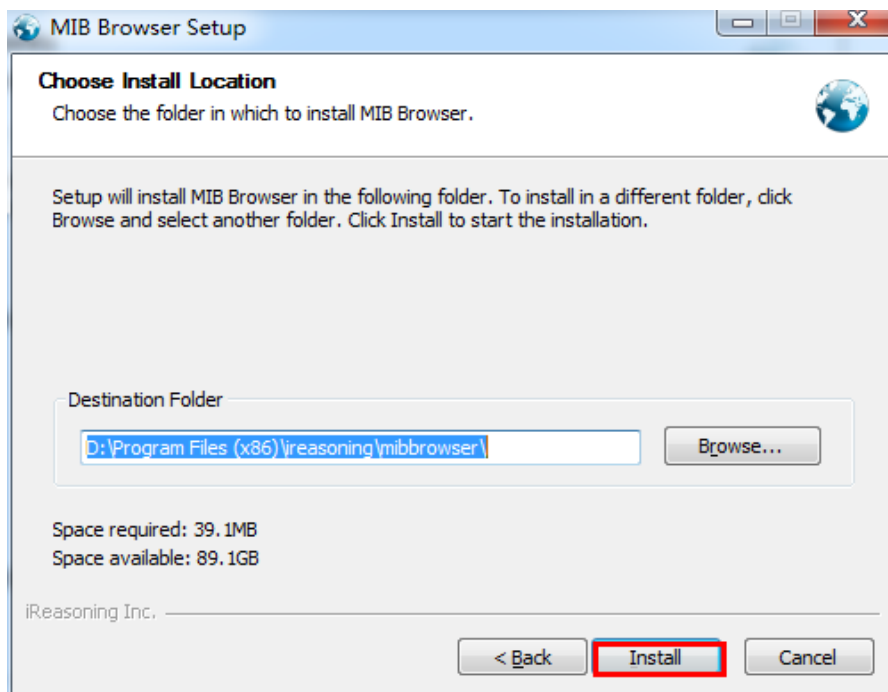 MIB Browser Setup
Choose Install Location
Choose the folder in which to install MIB Browser.
Setup will install MIB Browser in the following folder. To install in a different folder, click
Browse and select another folder. Click Install to start the installation.
Destination Folder
D:\Program Files (x86)\ireasoning\mibbrowser\
Browse...
Space required: 39.1MB
Space available: 89.1GB
iReasoning Inc.
< Back
Install
Cancel